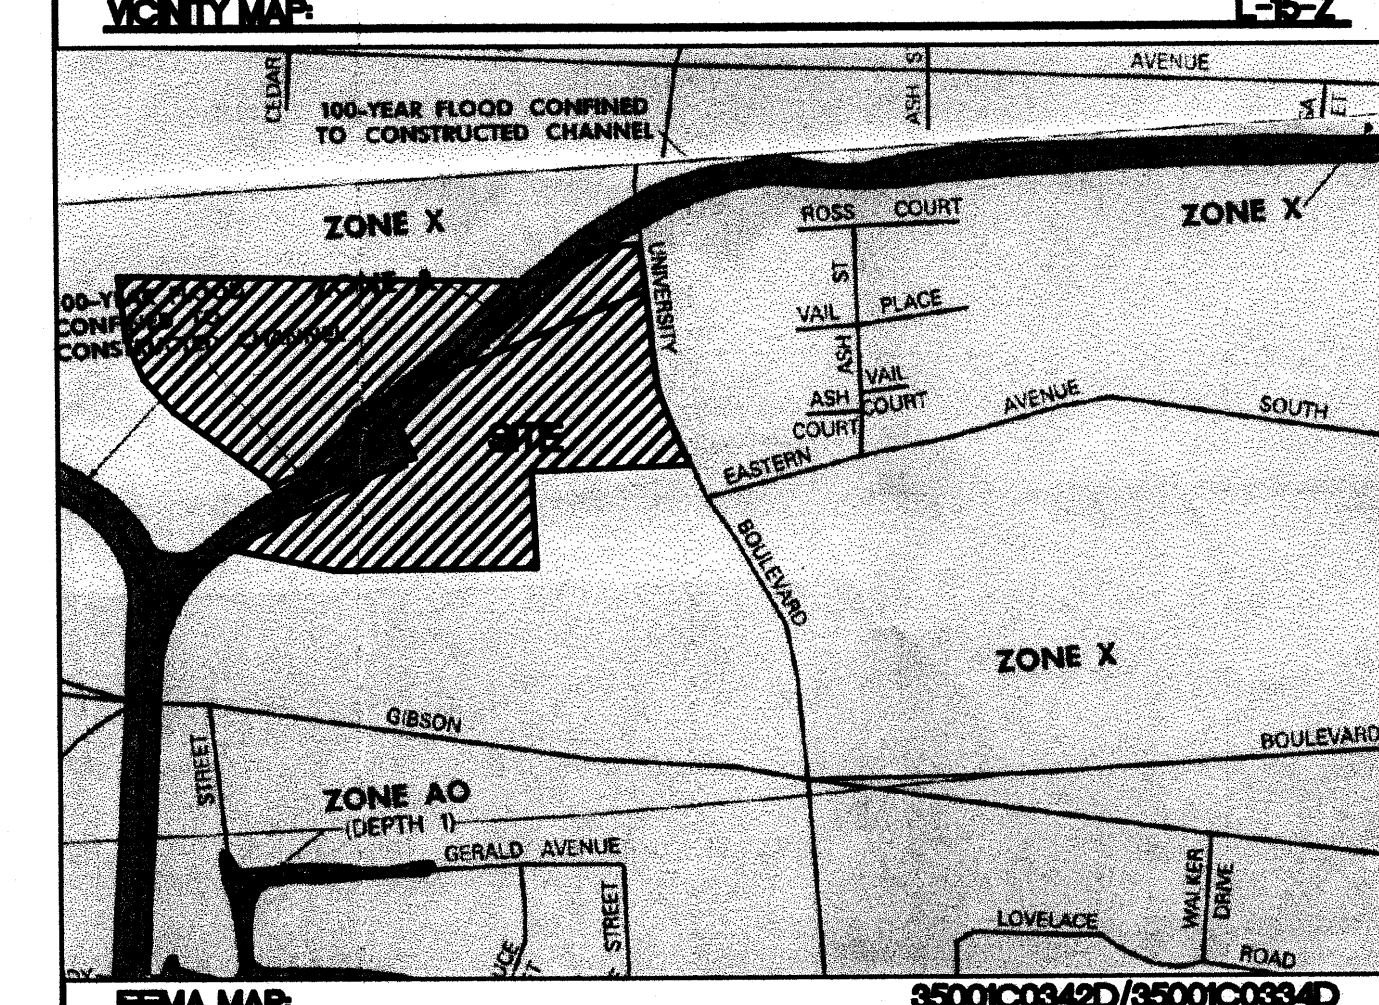 VICINITY MAP:
L-15-Z
AVENUE
CEDAR
ASH ST
100-YEAR FLOOD CONFINED
TO CONSTRUCTED CHANNEL
ZONE X
ROSS COURT
ZONE X
UNIVERSITY
ST
VAIL PLACE
ASH
VAIL
COURT
ASH
COURT
AVENUE
SOUTH
EASTERN
SITE
BOULEVARD
ZONE X
GIBSON
BOULEVARD
STREET
ZONE AO
(DEPTH 1)
GERALD AVENUE
STREET
WALKER
DRIVE
LOVELACE
ROAD
FEMA MAP:
35001C0342D/35001C0334D